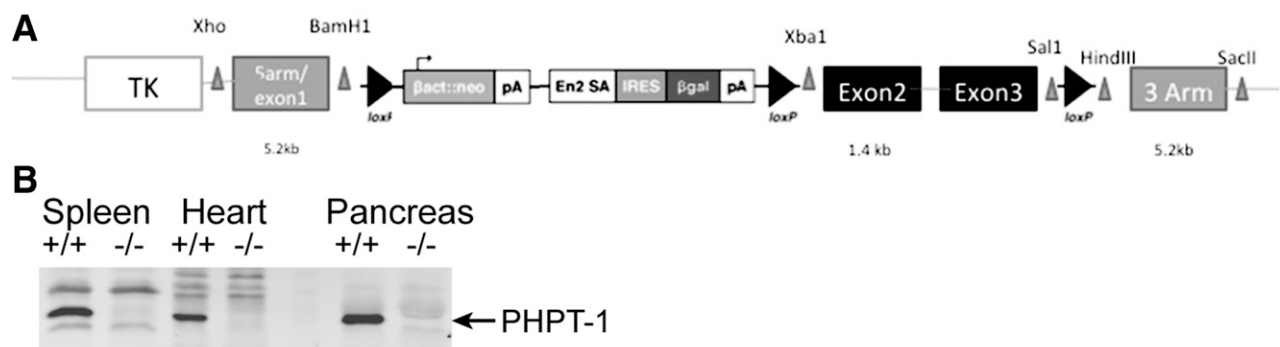 A
Xho
BamH1
Xba1
Sal1
HindIII
SacII
TK
5arm/
exon1
βact::neo
pA
En2 SA
IRES
βgal
pA
Exon2
Exon3
3 Arm
loxP
loxP
loxP
5.2kb
1.4 kb
5.2kb
B
Spleen Heart Pancreas
+/+ -/- +/+ -/- +/+ -/-
PHPT-1